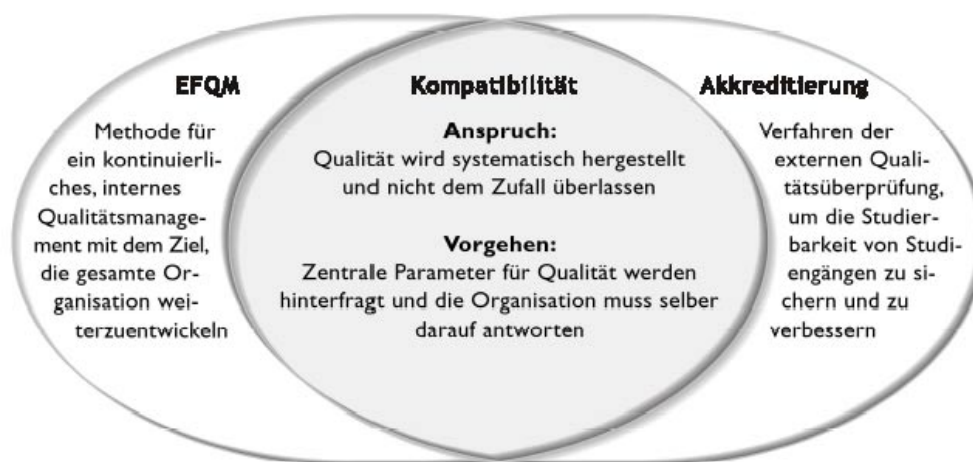 EFQM
Methode für
ein kontinuierli-
ches, internes
Qualitätsmanage-
ment mit dem Ziel,
die gesamte Or-
ganisation wei-
terzuentwickeln
Kompatibilität
Anspruch:
Qualität wird systematisch hergestellt
und nicht dem Zufall überlassen
Vorgehen:
Zentrale Parameter für Qualität werden
hinterfragt und die Organisation muss selber
darauf antworten
Akkreditierung
Verfahren der
externen Quali-
tätsüberprüfung,
um die Studier-
barkeit von Studi-
engängen zu si-
chern und zu
verbessern